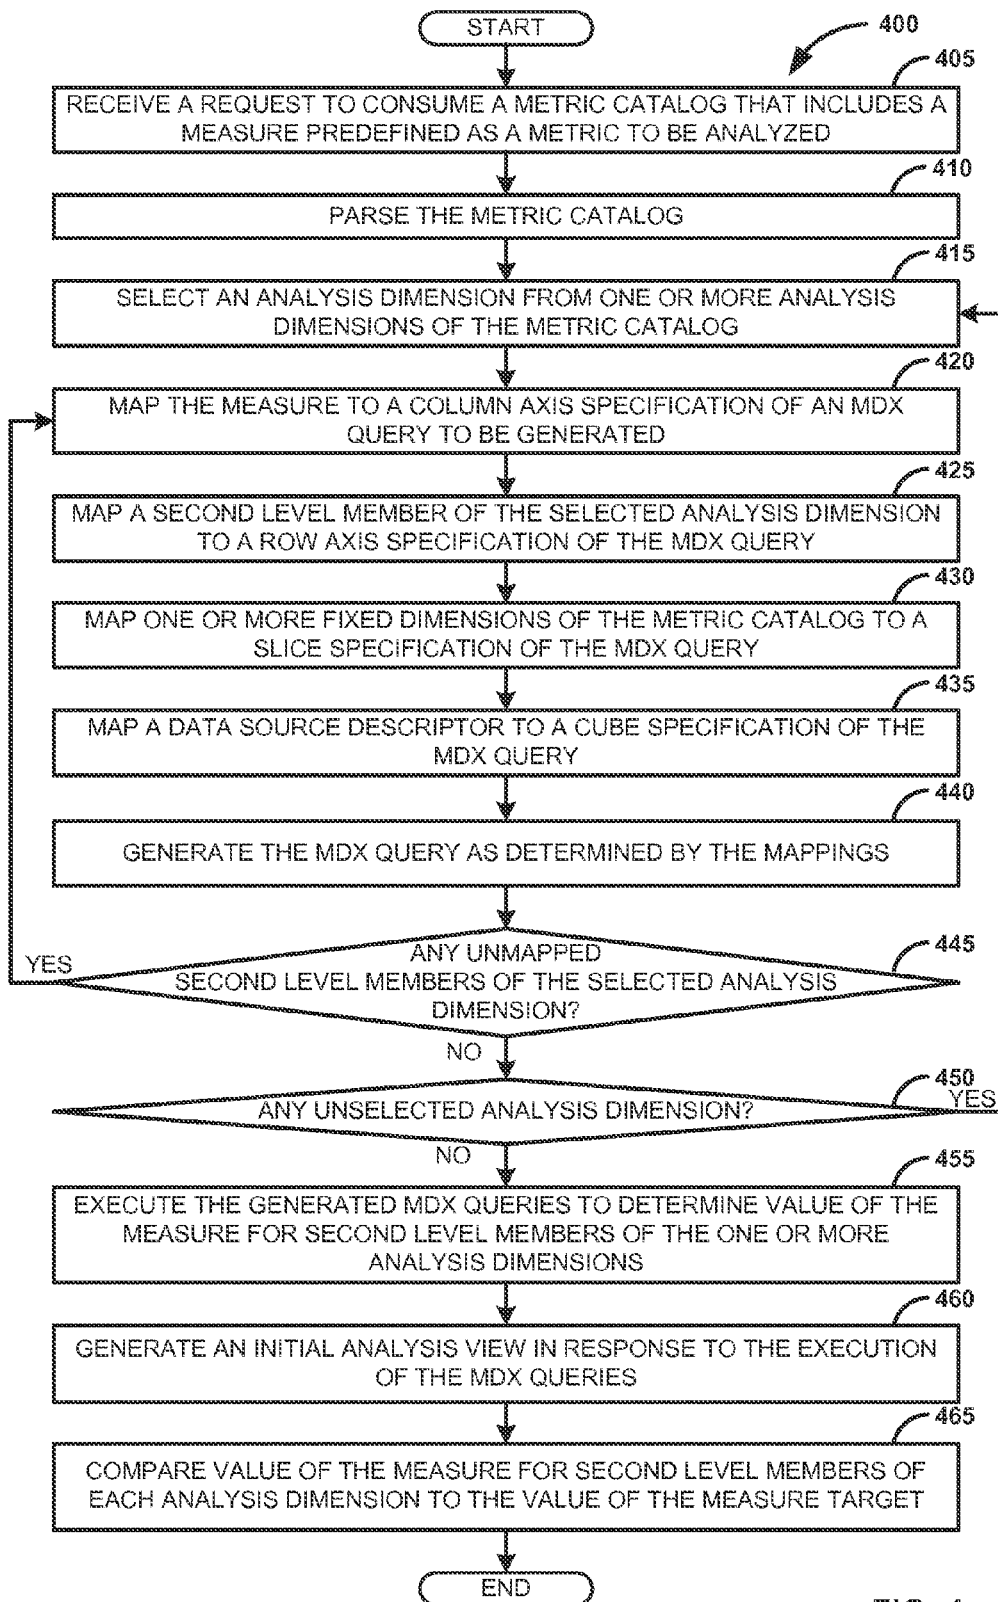 START
400
405
RECEIVE A REQUEST TO CONSUME A METRIC CATALOG THAT INCLUDES A
MEASURE PREDEFINED AS A METRIC TO BE ANALYZED
410
PARSE THE METRIC CATALOG
415
SELECT AN ANALYSIS DIMENSION FROM ONE OR MORE ANALYSIS
DIMENSIONS OF THE METRIC CATALOG
420
MAP THE MEASURE TO A COLUMN AXIS SPECIFICATION OF AN MDX
QUERY TO BE GENERATED
425
MAP A SECOND LEVEL MEMBER OF THE SELECTED ANALYSIS DIMENSION
TO A ROW AXIS SPECIFICATION OF THE MDX QUERY
430
MAP ONE OR MORE FIXED DIMENSIONS OF THE METRIC CATALOG TO A
SLICE SPECIFICATION OF THE MDX QUERY
435
MAP A DATA SOURCE DESCRIPTOR TO A CUBE SPECIFICATION OF THE
MDX QUERY
440
GENERATE THE MDX QUERY AS DETERMINED BY THE MAPPINGS
445
YES
ANY UNMAPPED
SECOND LEVEL MEMBERS OF THE SELECTED ANALYSIS
DIMENSION?
NO
450
YES
ANY UNSELECTED ANALYSIS DIMENSION?
NO
455
EXECUTE THE GENERATED MDX QUERIES TO DETERMINE VALUE OF THE
MEASURE FOR SECOND LEVEL MEMBERS OF THE ONE OR MORE
ANALYSIS DIMENSIONS
460
GENERATE AN INITIAL ANALYSIS VIEW IN RESPONSE TO THE EXECUTION
OF THE MDX QUERIES
465
COMPARE VALUE OF THE MEASURE FOR SECOND LEVEL MEMBERS OF
EACH ANALYSIS DIMENSION TO THE VALUE OF THE MEASURE TARGET
END